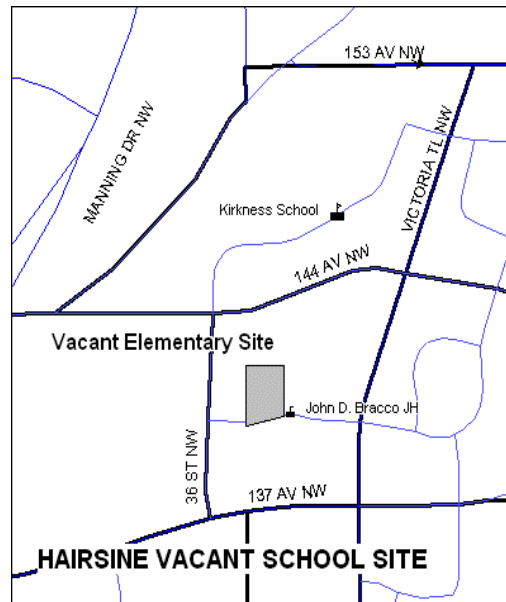 153 AV NW
MANNING DR NW
VICTORIA TL NW
Kirkness School
144 AV NW
Vacant Elementary Site
John D. Bracco JH
36 ST NW
137 AV NW
HAIRSINE VACANT SCHOOL SITE